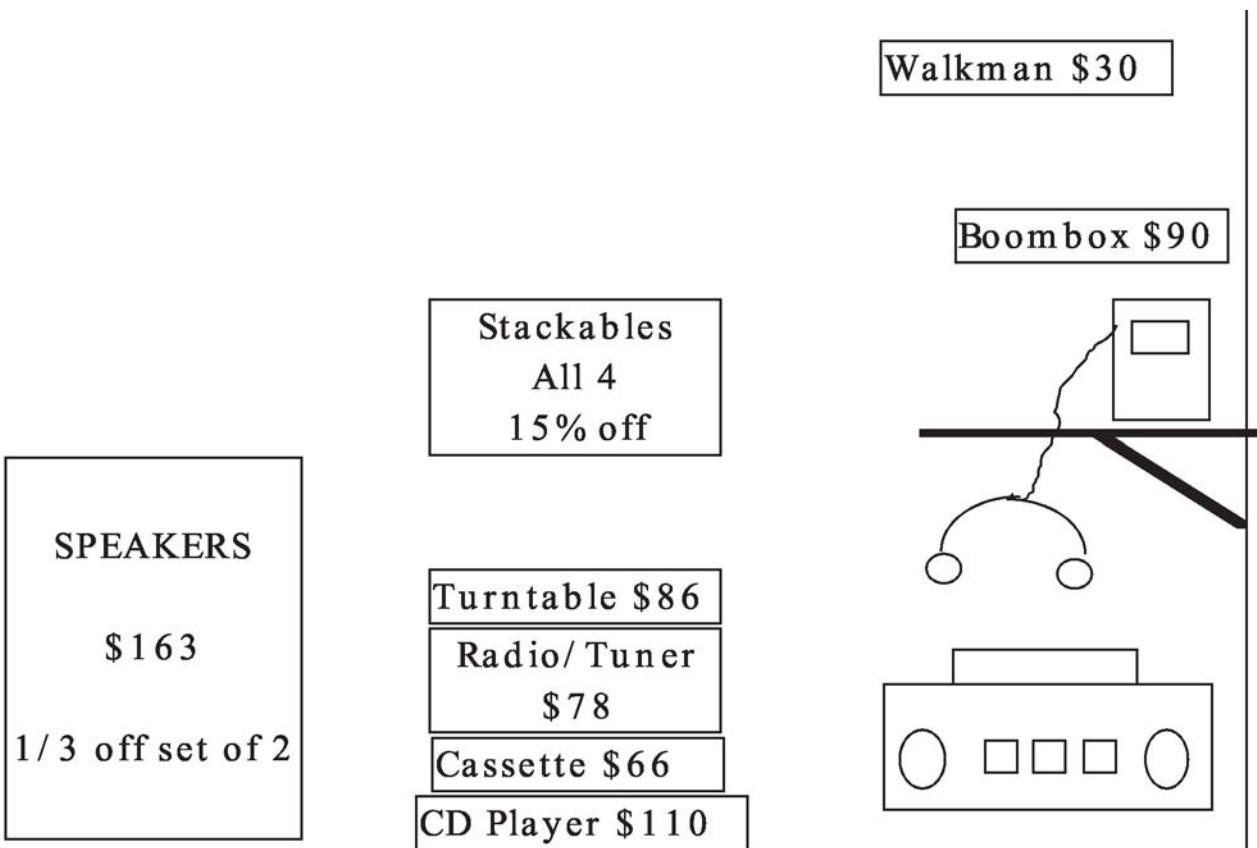 Walkman $30
Boombox $90
Stackables
All 4
15% off
SPEAKERS
$163
1/3 off set of 2
Turntable $86
Radio/Tuner
$78
Cassette $66
CD Player $110